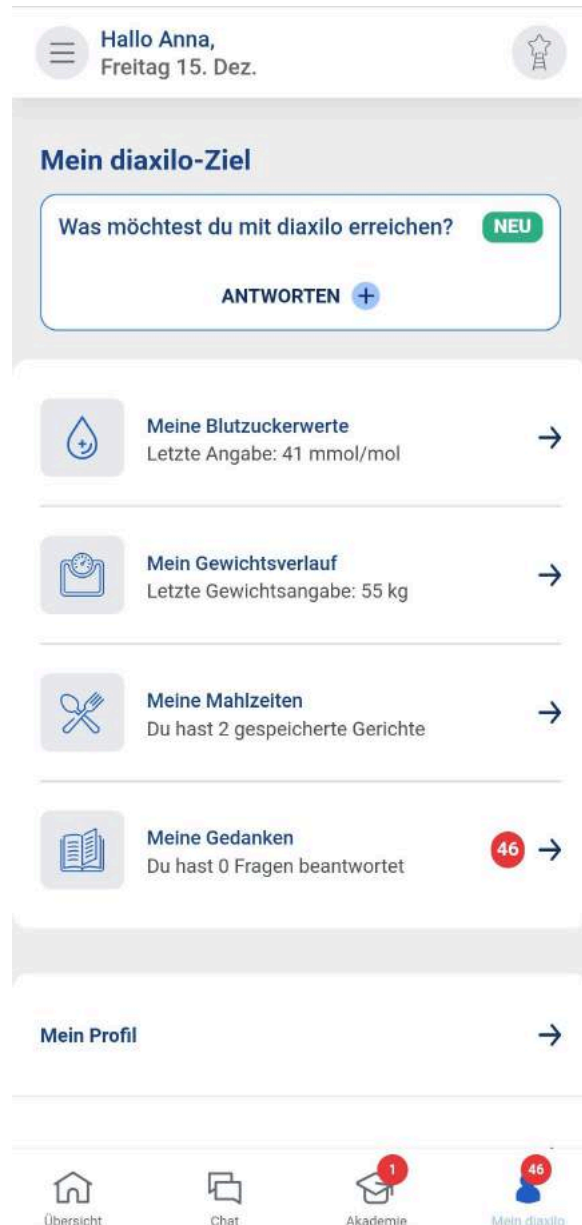 Hallo Anna,
Freitag 15. Dez.
Mein diaxilo-Ziel
Was möchtest du mit diaxilo erreichen?
NEU
ANTWORTEN +
Meine Blutzuckerwerte
Letzte Angabe: 41 mmol/mol
Mein Gewichtsverlauf
Letzte Gewichtsangabe: 55 kg
Meine Mahlzeiten
Du hast 2 gespeicherte Gerichte
Meine Gedanken
Du hast 0 Fragen beantwortet
46
Mein Profil
1
46
Übersicht
Chat
Akademie
Mein diaxilo